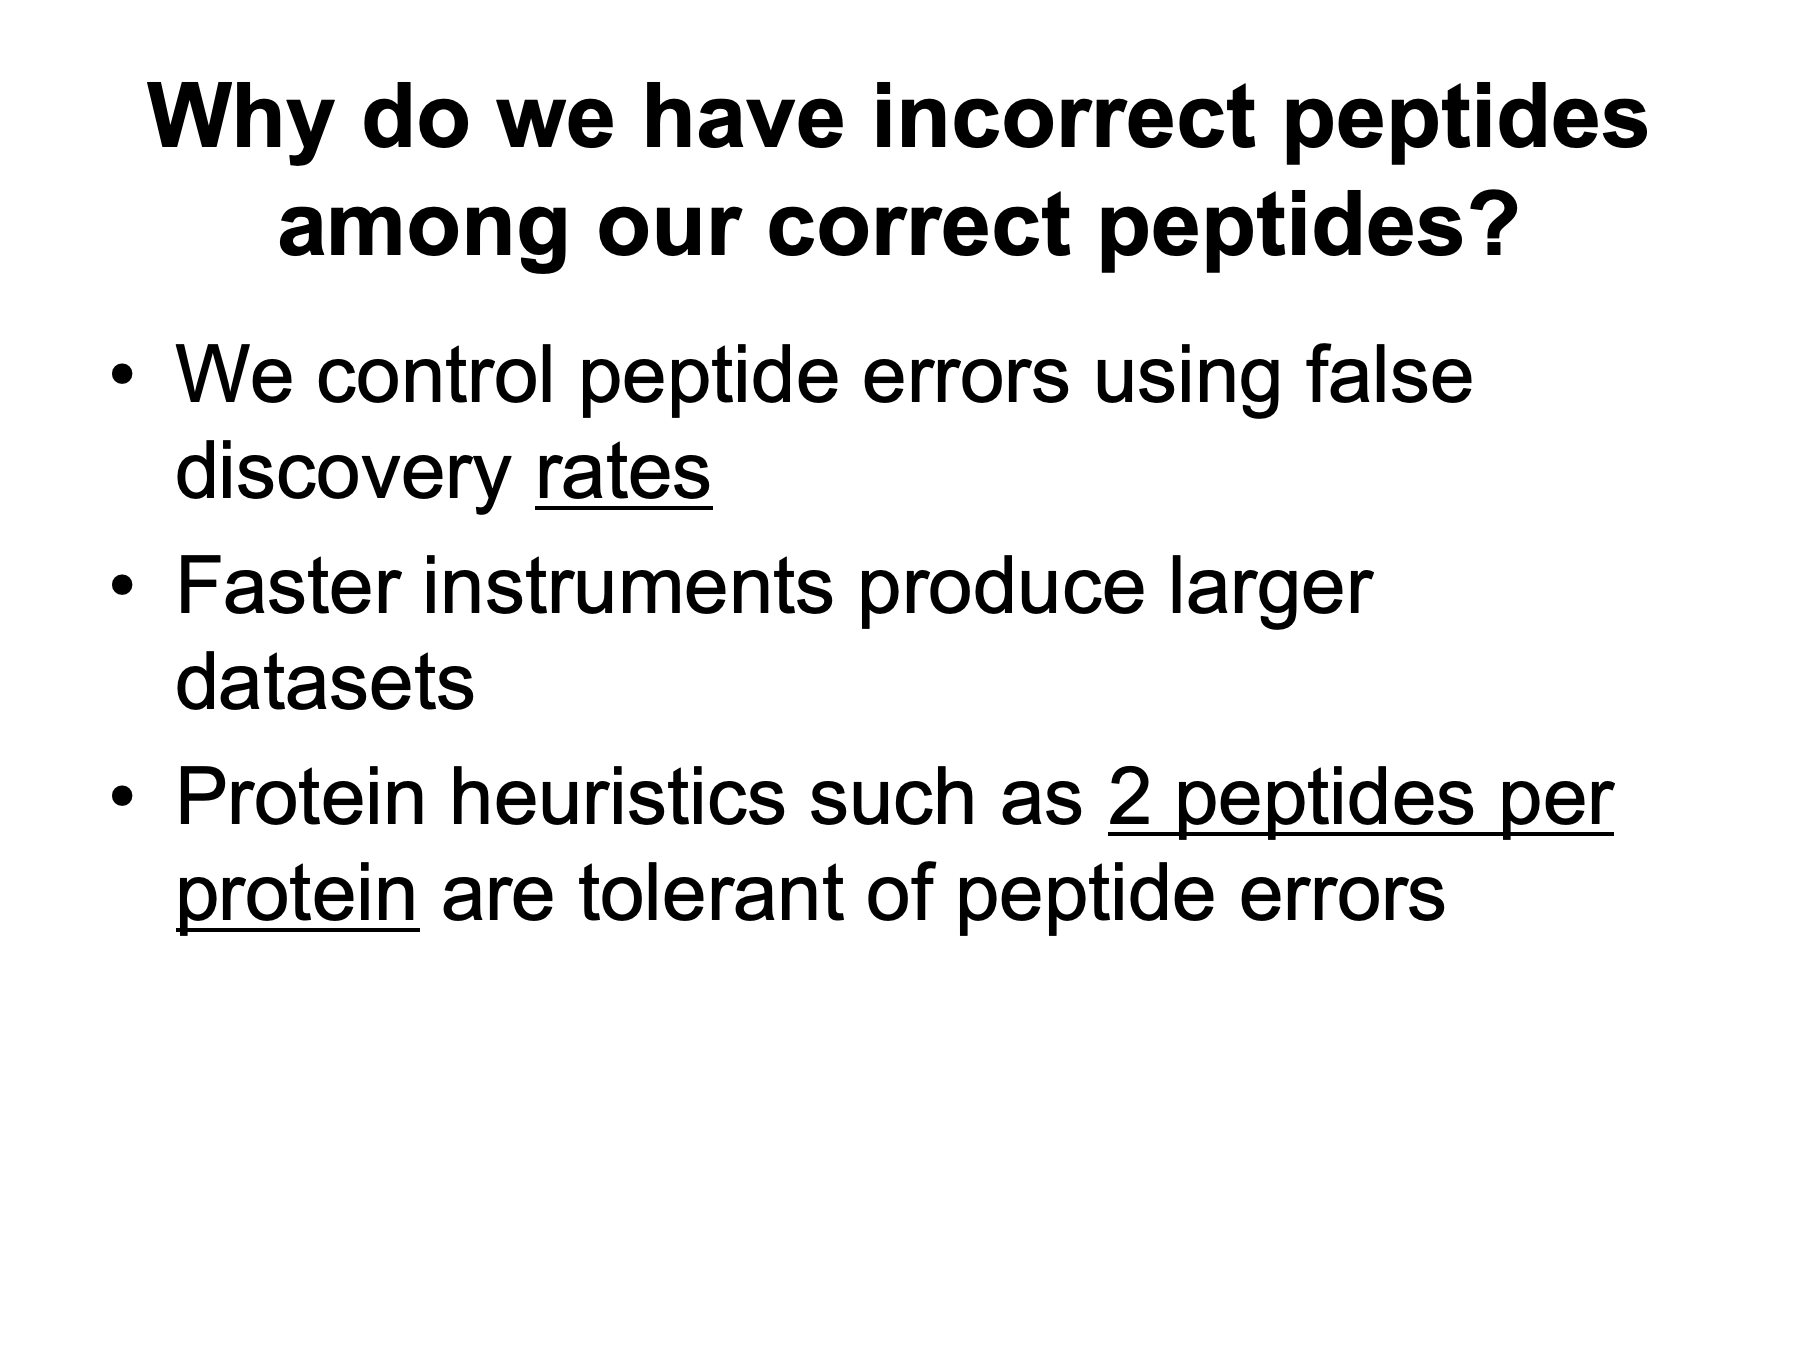 Why do we have incorrect peptides
among our correct peptides?
• We control peptide errors using false
discovery rates
• Faster instruments produce larger
datasets
• Protein heuristics such as 2 peptides per
protein are tolerant of peptide errors